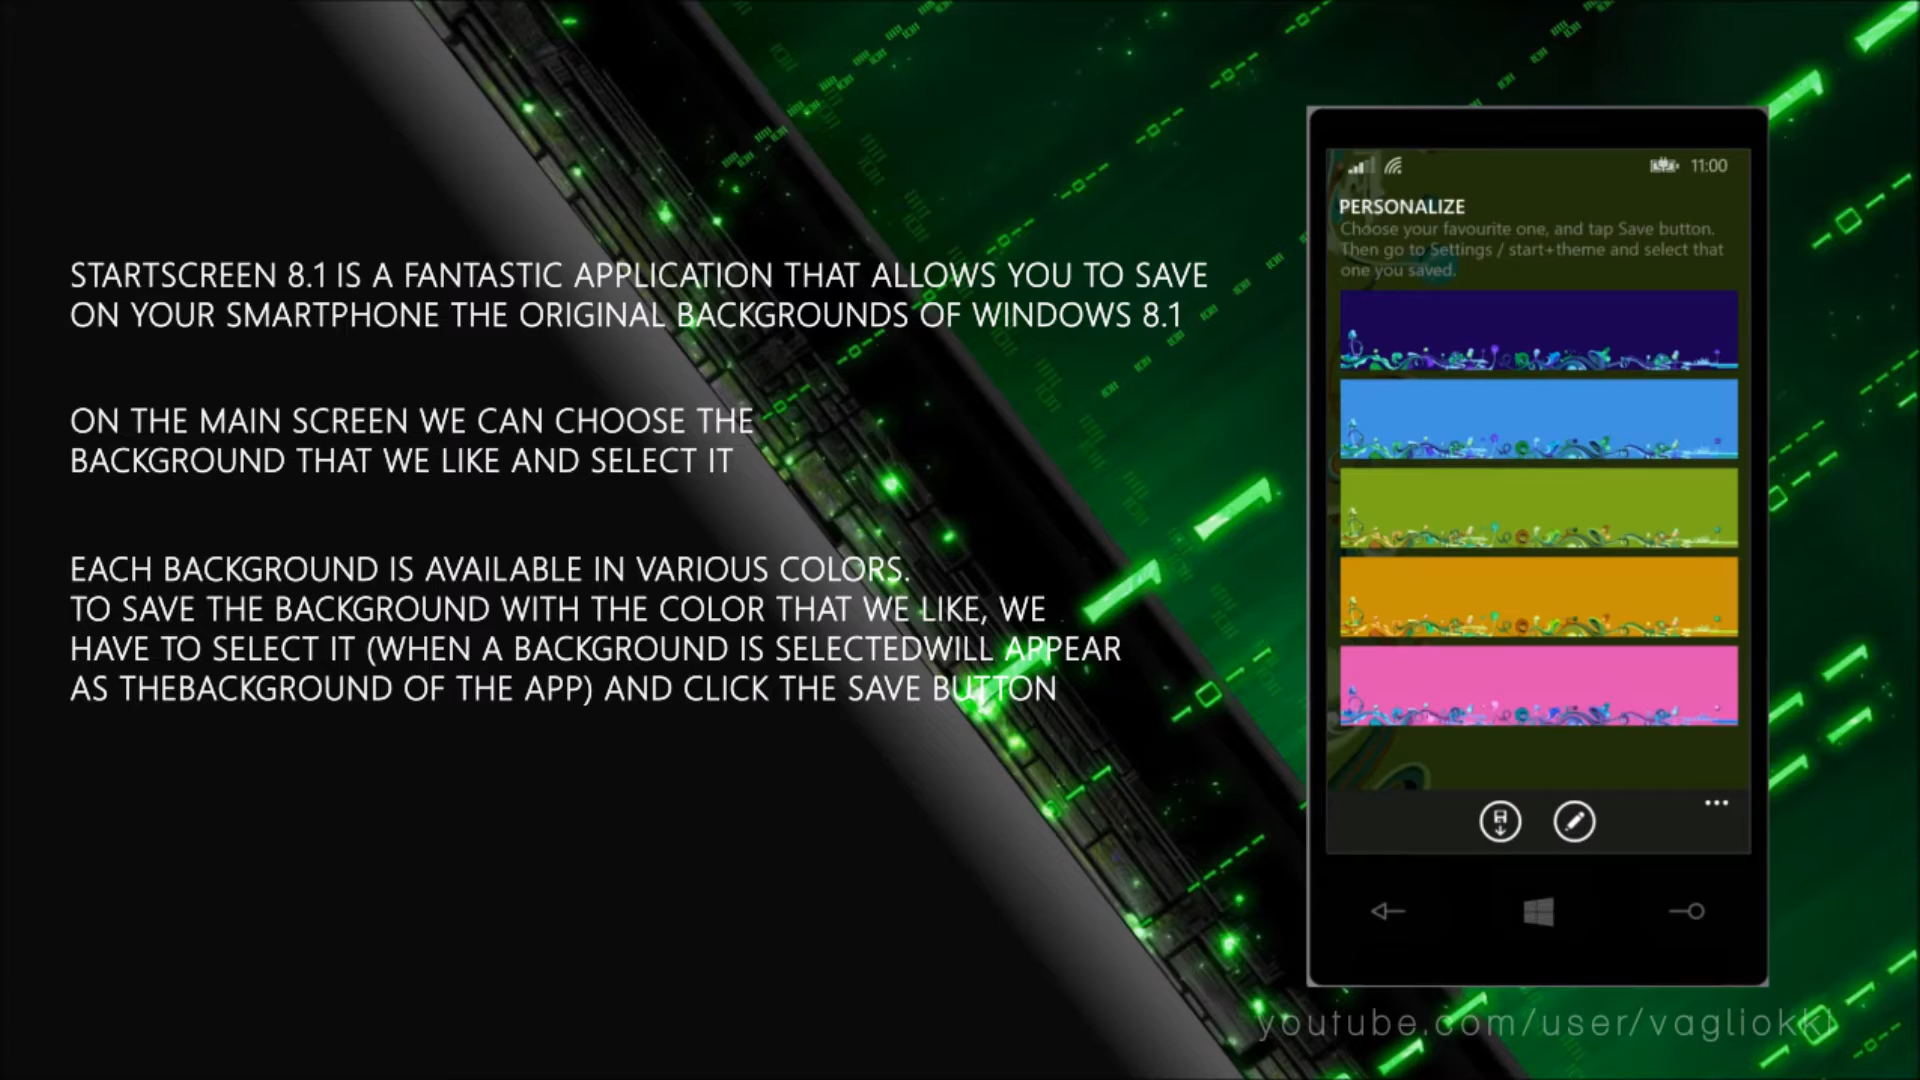 STARTSCREEN 8.1 IS A FANTASTIC APPLICATION THAT ALLOWS YOU TO SAVE
ON YOUR SMARTPHONE THE ORIGINAL BACKGROUNDS OF WINDOWS 8.1
ON THE MAIN SCREEN WE CAN CHOOSE THE
BACKGROUND THAT WE LIKE AND SELECT IT
EACH BACKGROUND IS AVAILABLE IN VARIOUS COLORS.
TO SAVE THE BACKGROUND WITH THE COLOR THAT WE LIKE, WE
HAVE TO SELECT IT (WHEN A BACKGROUND IS SELECTEDWILL APPEAR
AS THEBACKGROUND OF THE APP) AND CLICK THE SAVE BUTTON
11:00
PERSONALIZE
Choose your favourite one, and tap Save button.
Then go to Settings / start+theme and select that
one you saved.
youtube.com/user/vagliokki